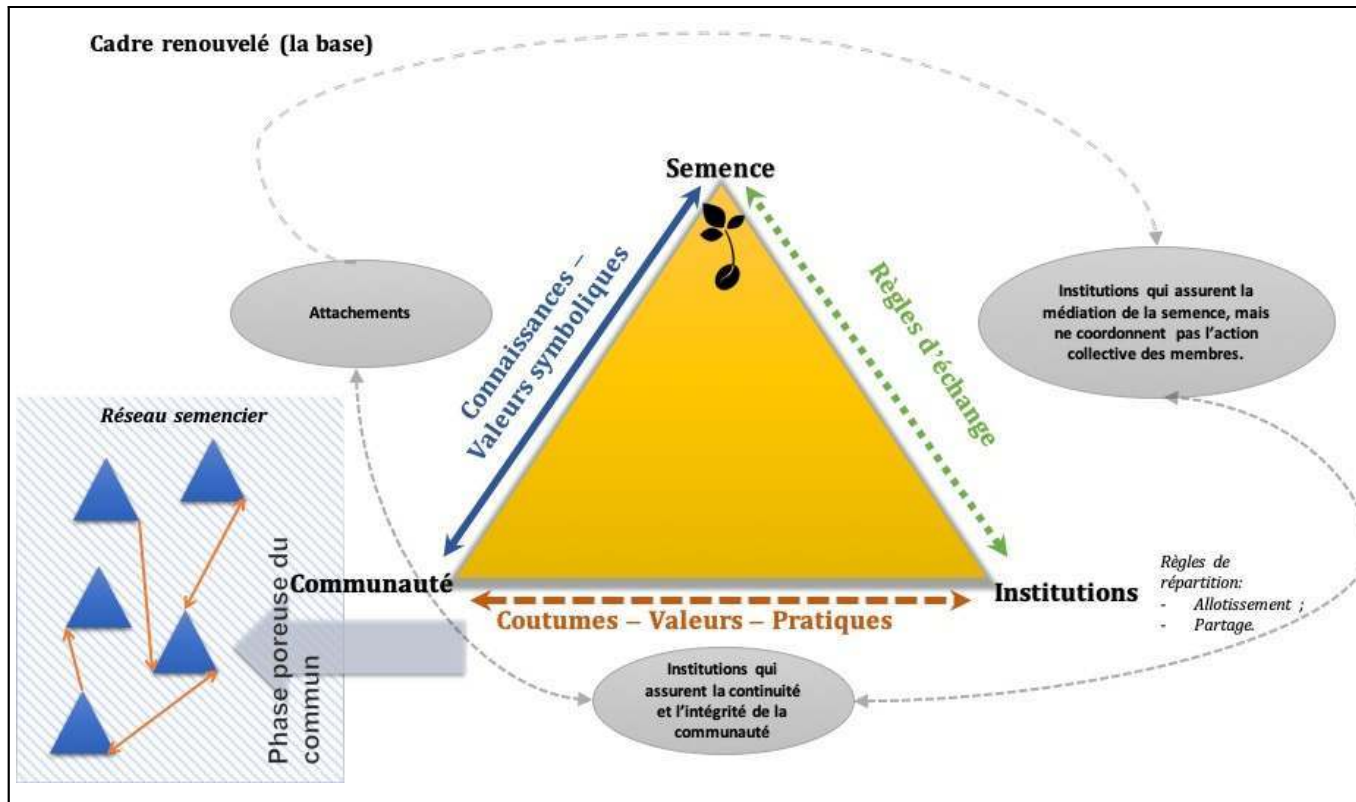 Cadre renouvelé (la base)
Semence
Connaissances –
Valeurs symboliques
Règles d'échange
Attachements
Institutions qui assurent la
médiation de la semence, mais
ne coordonnent pas l'action
collective des membres.
Réseau semencier
Phase poreuse du
commun
Communauté
Institutions
Coutumes – Valeurs – Pratiques
Règles de
répartition:
- Allotissement ;
- Partage.
Institutions qui
assurent la continuité
et l'intégrité de la
communauté